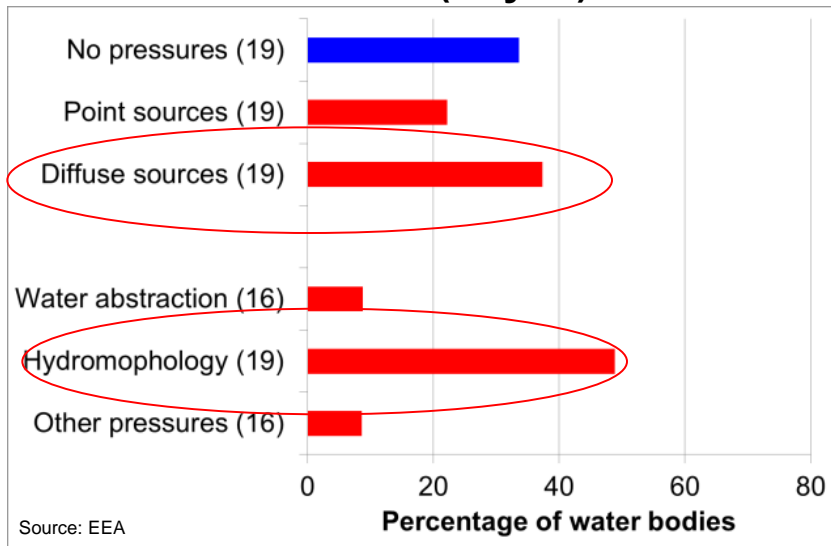 No pressures (19)
Point sources (19)
Diffuse sources (19)
Water abstraction (16)
Hydromophology (19)
Other pressures (16)
0 20 40 60 80
Percentage of water bodies
Source: EEA